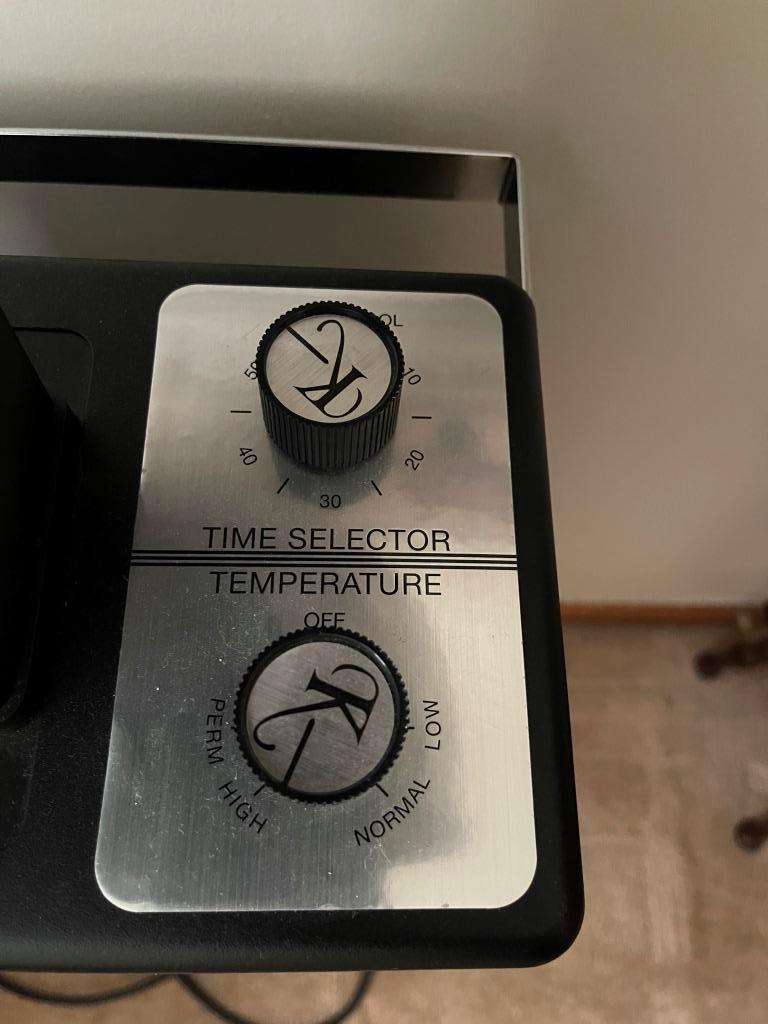 OL
50 10
40 20
30
TIME SELECTOR
TEMPERATURE
OFF
PERM LOW
HIGH NORMAL